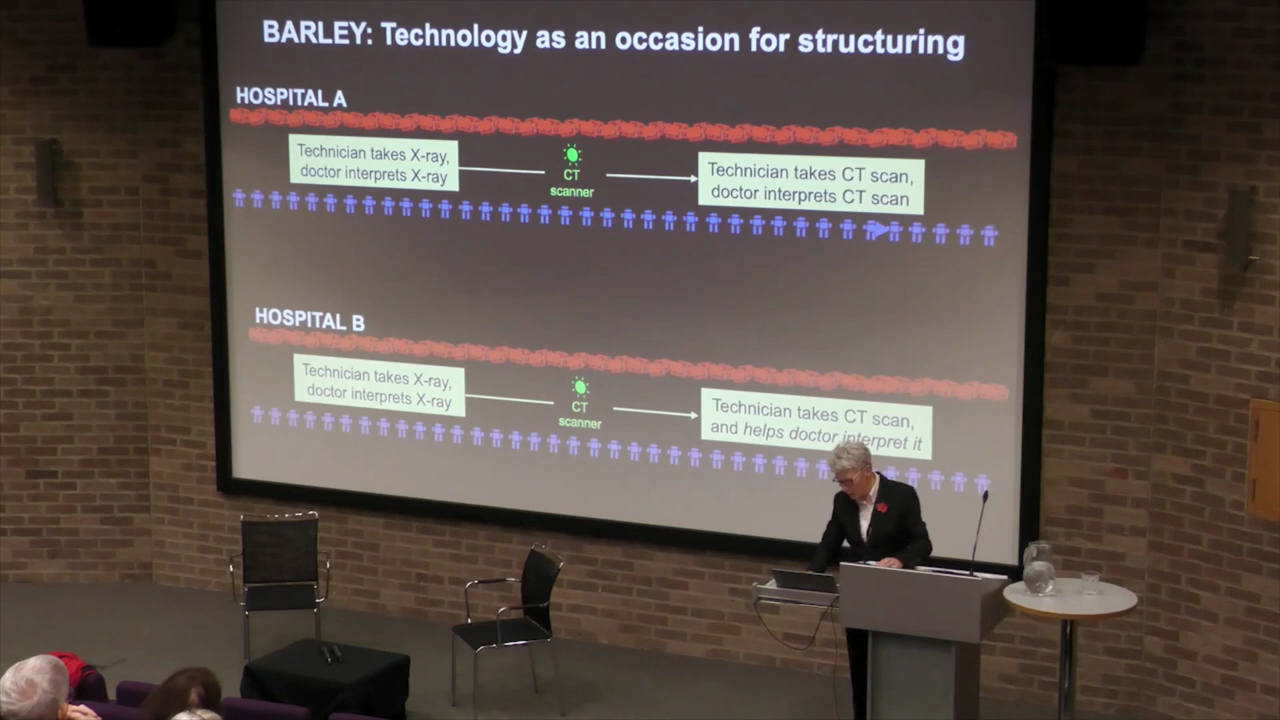 BARLEY: Technology as an occasion for structuring
HOSPITAL A
Technician takes X-ray,
doctor interprets X-ray
CT
scanner
Technician takes CT scan,
doctor interprets CT scan
HOSPITAL B
Technician takes X-ray,
doctor interprets X-ray
CT
scanner
Technician takes CT scan,
and helps doctor interpret it